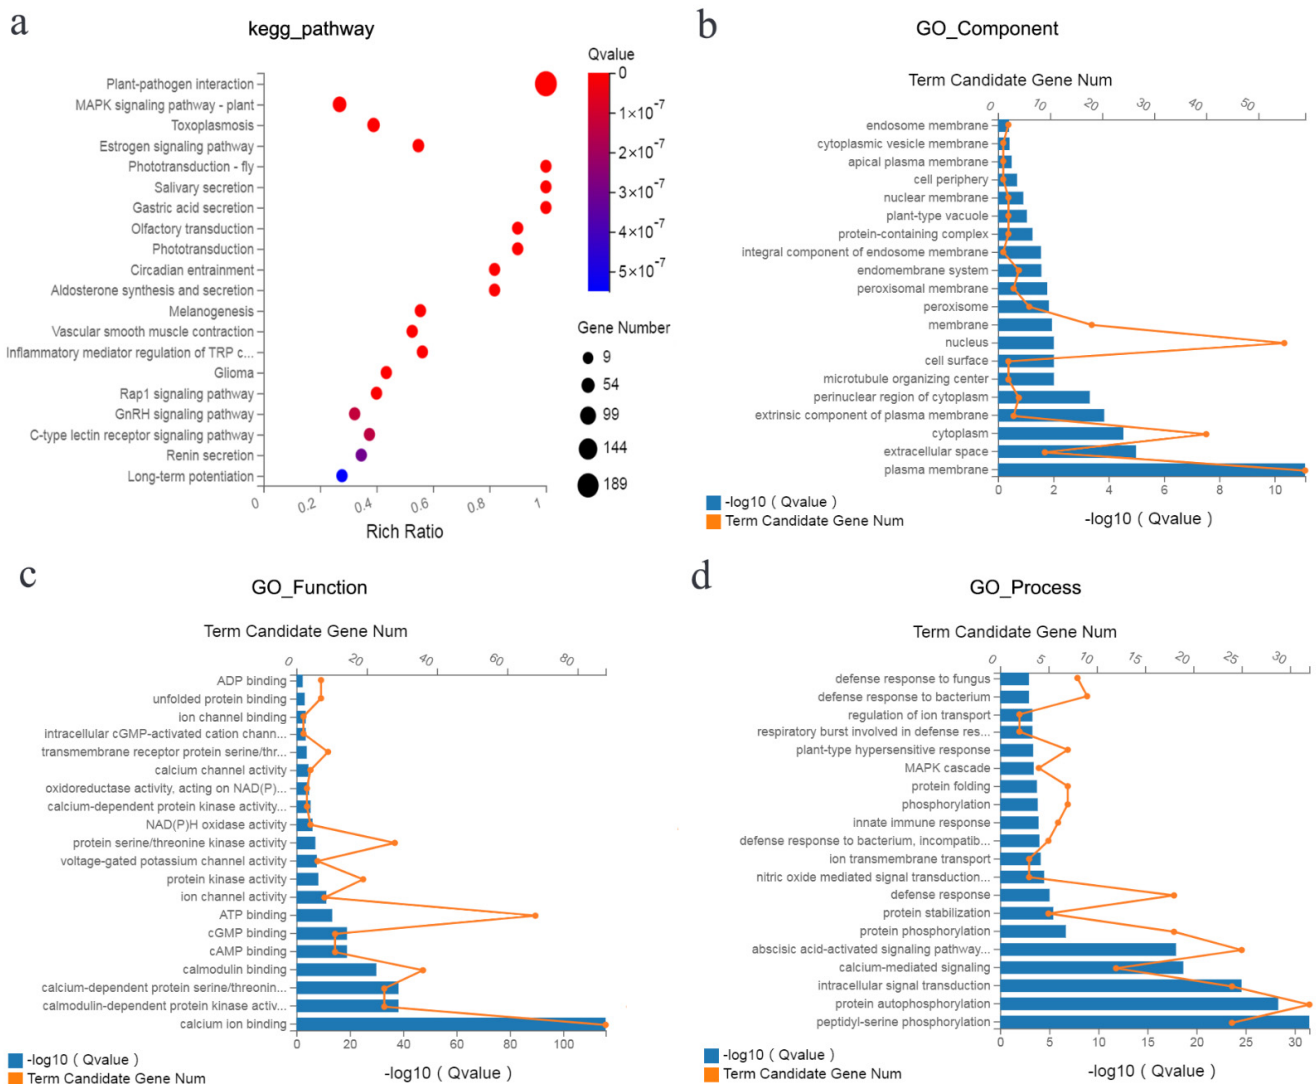 a
kegg_pathway
Plant-pathogen interaction
MAPK signaling pathway - plant
Toxoplasmosis
Estrogen signaling pathway
Phototransduction - fly
Salivary secretion
Gastric acid secretion
Olfactory transduction
Phototransduction
Circadian entrainment
Aldosterone synthesis and secretion
Melanogenesis
Vascular smooth muscle contraction
Inflammatory mediator regulation of TRP c...
Glioma
Rap1 signaling pathway
GnRH signaling pathway
C-type lectin receptor signaling pathway
Renin secretion
Long-term potentiation
0 0.2 0.4 0.6 0.8 1
Rich Ratio
Qvalue
0
1×10⁻⁷
2×10⁻⁷
3×10⁻⁷
4×10⁻⁷
5×10⁻⁷
Gene Number
9
54
99
144
189
b
GO_Component
Term Candidate Gene Num
0 10 20 30 40 50
endosome membrane
cytoplasmic vesicle membrane
apical plasma membrane
cell periphery
nuclear membrane
plant-type vacuole
protein-containing complex
integral component of endosome membrane
endomembrane system
peroxisomal membrane
peroxisome
membrane
nucleus
cell surface
microtubule organizing center
perinuclear region of cytoplasm
extrinsic component of plasma membrane
cytoplasm
extracellular space
plasma membrane
0 2 4 6 8 10
-log10 ( Qvalue )
Term Candidate Gene Num
-log10 ( Qvalue )
c
GO_Function
Term Candidate Gene Num
0 20 40 60 80
ADP binding
unfolded protein binding
ion channel binding
intracellular cGMP-activated cation chann...
transmembrane receptor protein serine/thr...
calcium channel activity
oxidoreductase activity, acting on NAD(P)...
calcium-dependent protein kinase activity...
NAD(P)H oxidase activity
protein serine/threonine kinase activity
voltage-gated potassium channel activity
protein kinase activity
ion channel activity
ATP binding
cGMP binding
cAMP binding
calmodulin binding
calcium-dependent protein serine/threonin...
calmodulin-dependent protein kinase activ...
calcium ion binding
0 20 40 60 80 100
-log10 ( Qvalue )
Term Candidate Gene Num
-log10 ( Qvalue )
d
GO_Process
Term Candidate Gene Num
0 5 10 15 20 25 30
defense response to fungus
defense response to bacterium
regulation of ion transport
respiratory burst involved in defense res...
plant-type hypersensitive response
MAPK cascade
protein folding
phosphorylation
innate immune response
defense response to bacterium, incompatib...
ion transmembrane transport
nitric oxide mediated signal transduction...
defense response
protein stabilization
protein phosphorylation
abscisic acid-activated signaling pathway...
calcium-mediated signaling
intracellular signal transduction
protein autophosphorylation
peptidyl-serine phosphorylation
0 5 10 15 20 25 30
-log10 ( Qvalue )
Term Candidate Gene Num
-log10 ( Qvalue )